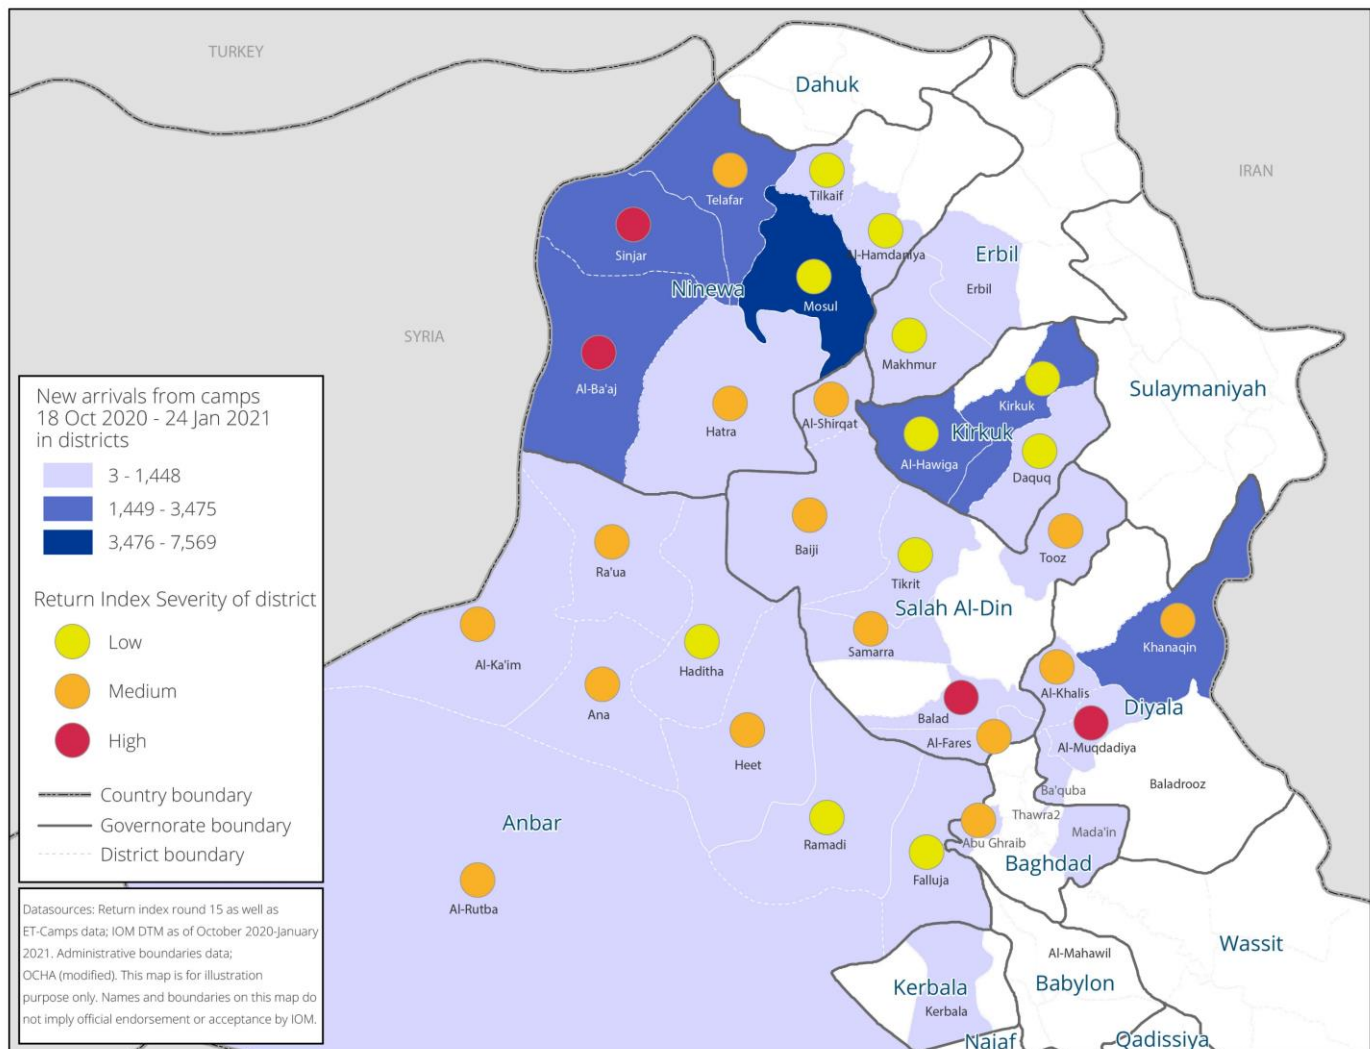 TURKEY
Dahuk
IRAN
Telafar
Tilkaif
Sinjar
Al-Hamdaniya
Erbil
Erbil
Ninewa
Mosul
SYRIA
Makhmur
Al-Ba'aj
Sulaymaniyah
Kirkuk
Hatra
Al-Shirqat
Kirkuk
Al-Hawiga
Daquq
Baiji
Tooz
Ra'ua
Tikrit
Salah Al-Din
Samarra
Khanaqin
Al-Ka'im
Haditha
Al-Khalis
Ana
Balad
Diyala
Al-Fares
Al-Muqdadiya
Heet
Baladrooz
Ba'quba
Thawra2
Anbar
Mada'in
Ramadi
Abu Ghraib
Baghdad
Falluja
Al-Rutba
Wassit
Al-Mahawil
Babylon
Kerbala
Kerbala
Najaf
Qadissiya
New arrivals from camps
18 Oct 2020 - 24 Jan 2021
in districts
3 - 1,448
1,449 - 3,475
3,476 - 7,569
Return Index Severity of district
Low
Medium
High
Country boundary
Governorate boundary
District boundary
Datasources: Return index round 15 as well as
ET-Camps data; IOM DTM as of October 2020-January
2021. Administrative boundaries data;
OCHA (modified). This map is for illustration
purpose only. Names and boundaries on this map do
not imply official endorsement or acceptance by IOM.